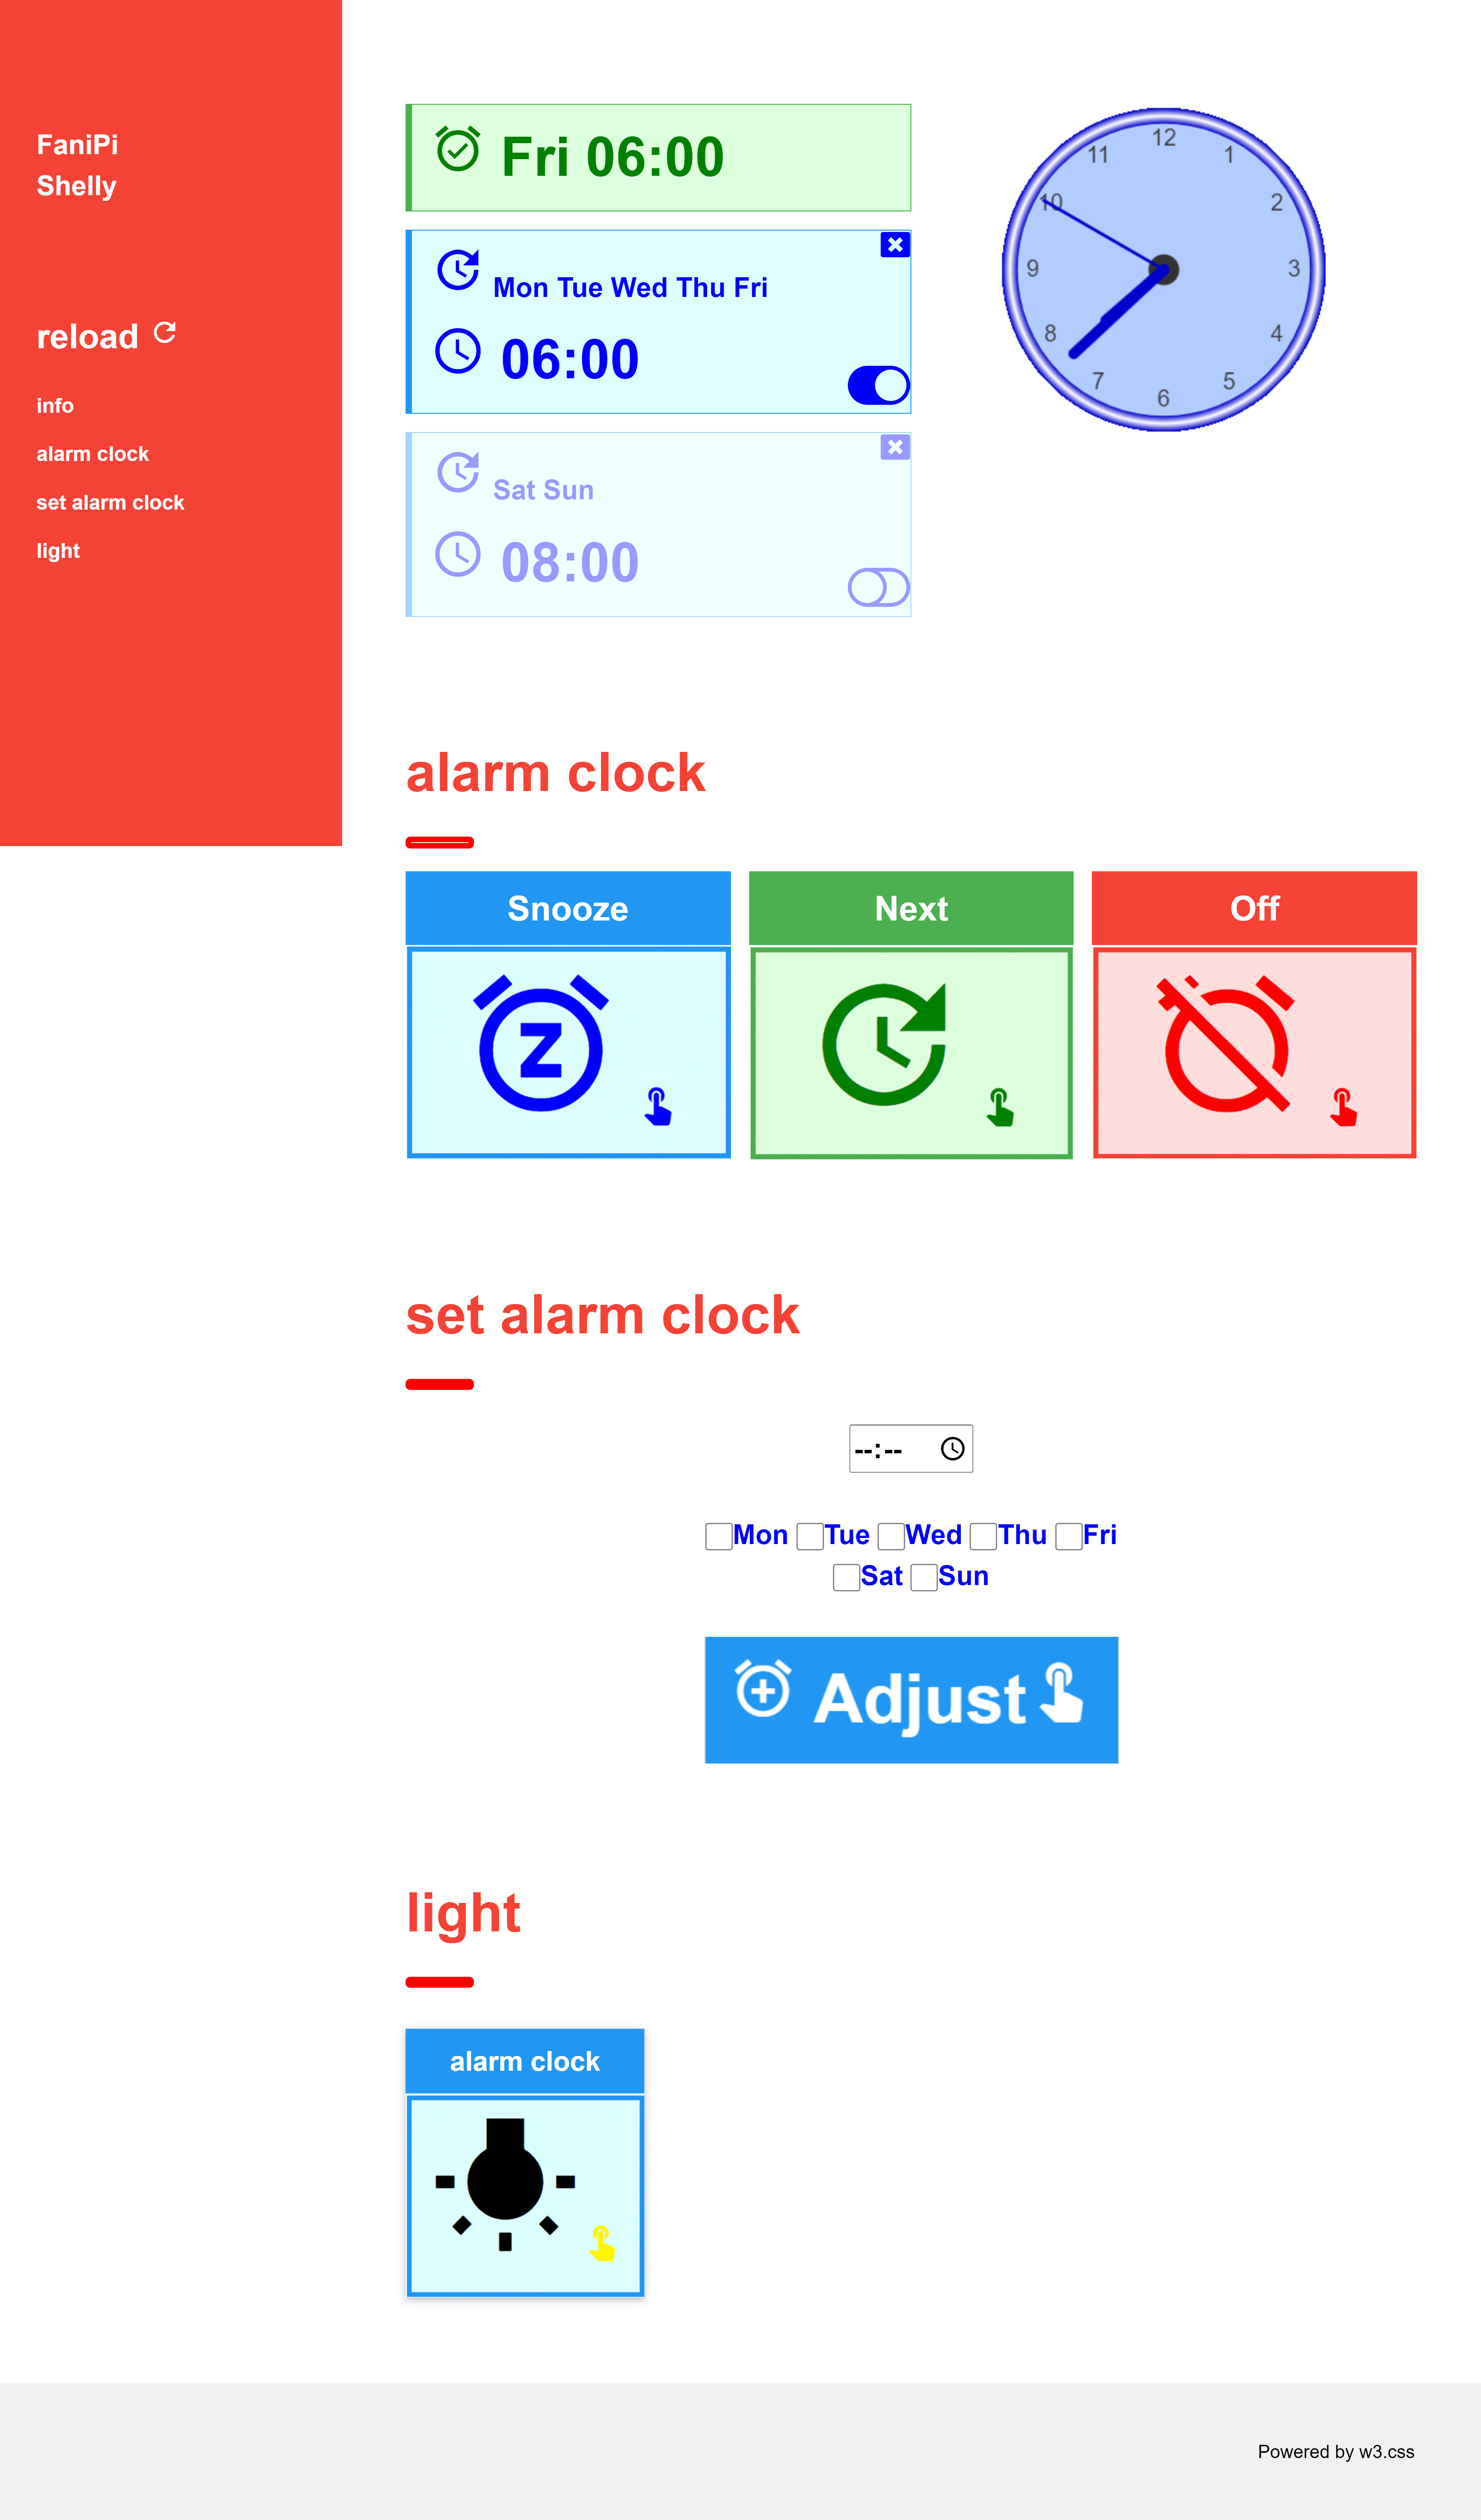 FaniPi
Shelly
reload
info
alarm clock
set alarm clock
light
Fri 06:00
Mon Tue Wed Thu Fri
06:00
Sat Sun
08:00
12
1
2
3
4
5
6
7
8
9
10
11
alarm clock
Snooze
Next
Off
Z
set alarm clock
--:--
Mon Tue Wed Thu Fri
Sat Sun
Adjust
light
alarm clock
Powered by w3.css